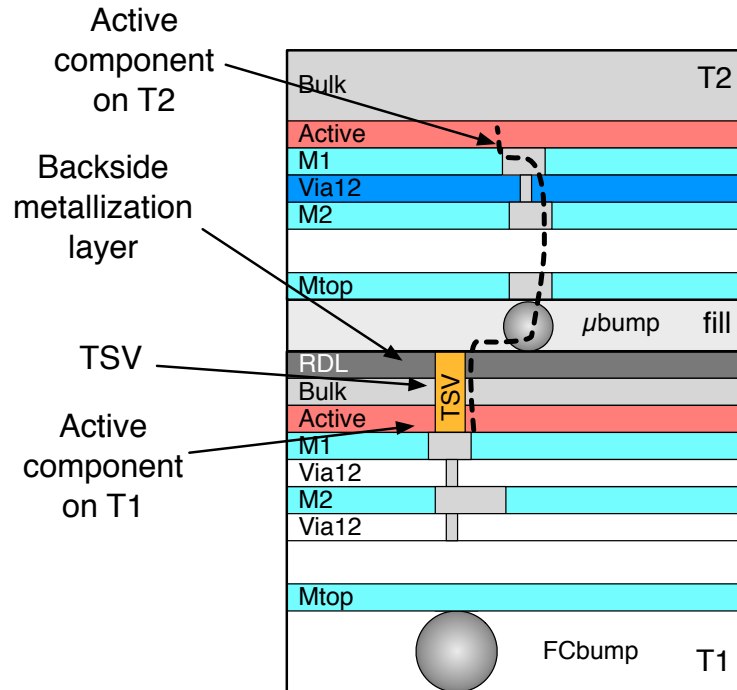 Active
component
on T2
Backside
metallization
layer
TSV
Active
component
on T1
Bulk
T2
Active
M1
Via12
M2
Mtop
µbump
fill
RDL
Bulk
TSV
Active
M1
Via12
M2
Via12
Mtop
FCbump
T1